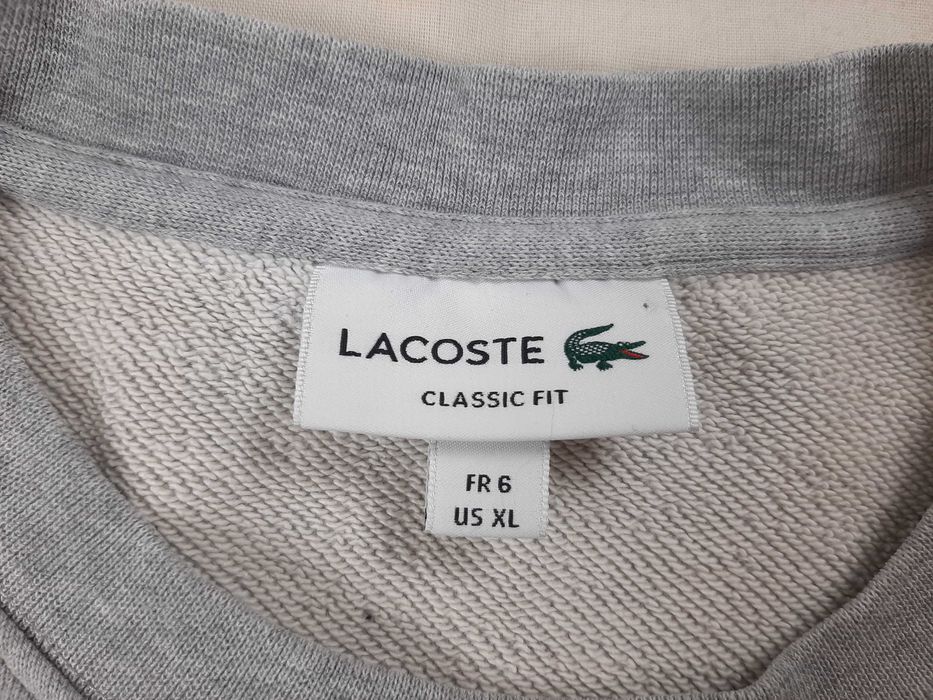 LACOSTE
CLASSIC FIT
FR 6
US XL